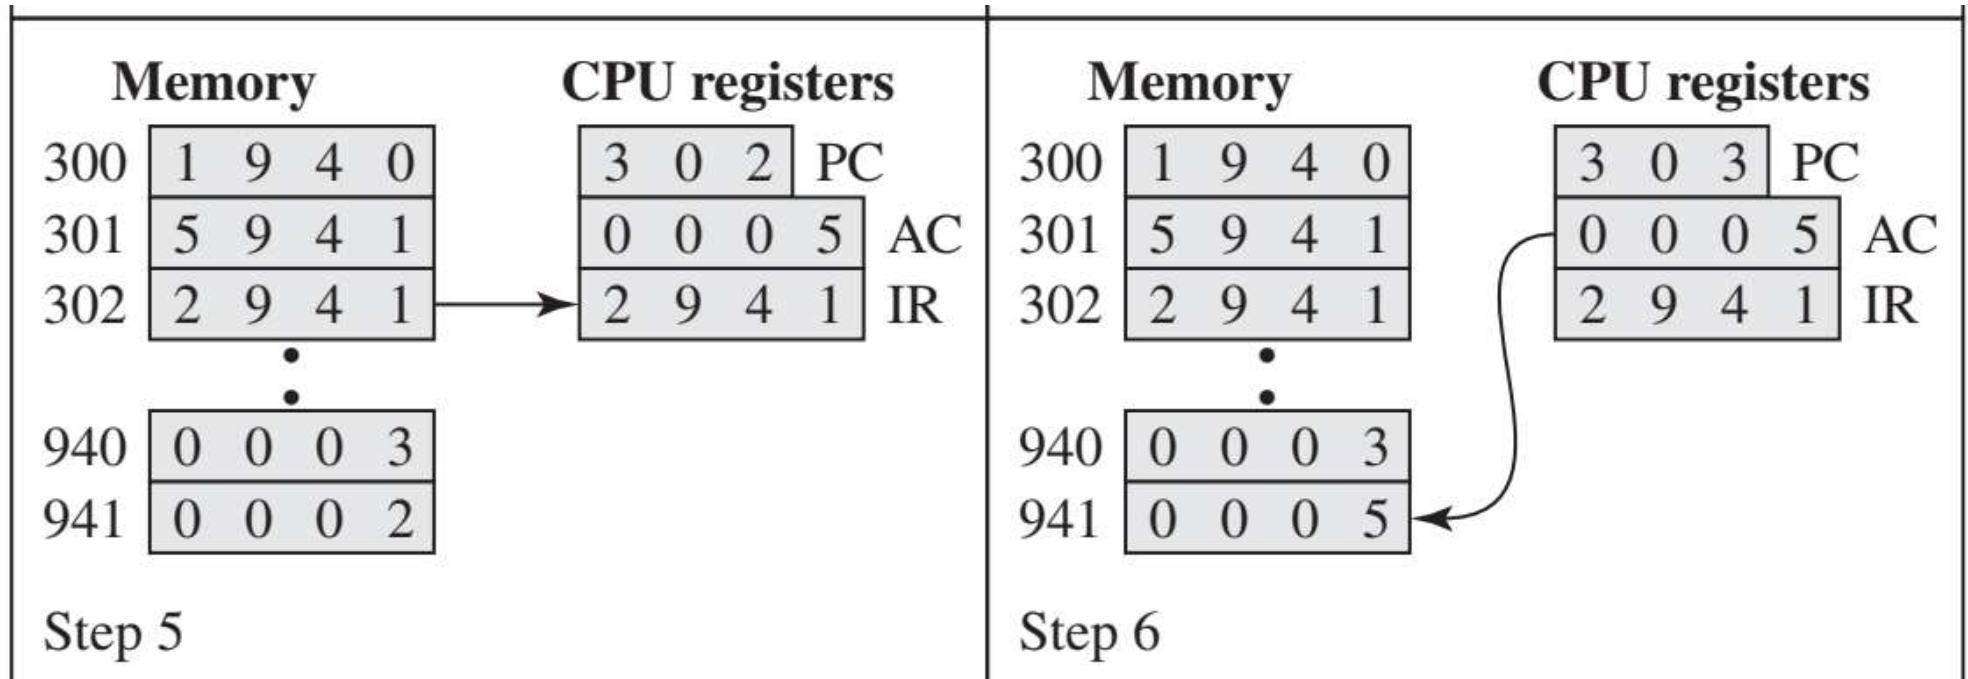 Memory CPU registers
300 1 9 4 0 3 0 2 PC
301 5 9 4 1 0 0 0 5 AC
302 2 9 4 1 2 9 4 1 IR
940 0 0 0 3
941 0 0 0 2
Step 5
Memory CPU registers
300 1 9 4 0 3 0 3 PC
301 5 9 4 1 0 0 0 5 AC
302 2 9 4 1 2 9 4 1 IR
940 0 0 0 3
941 0 0 0 5
Step 6